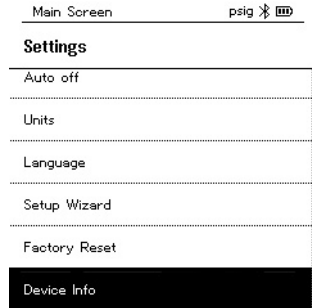 Main Screen psig
Settings
Auto off
Units
Language
Setup Wizard
Factory Reset
Device Info